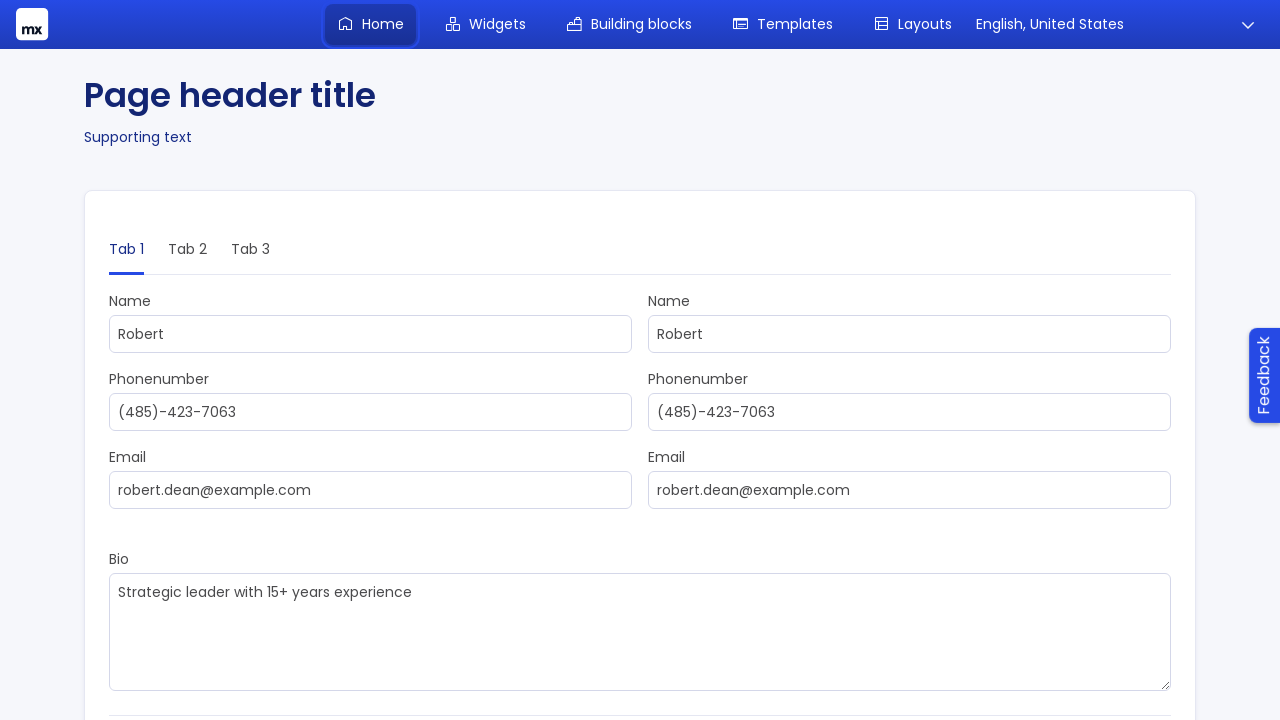 mx
Home
Widgets
Building blocks
Templates
Layouts
English, United States
Page header title
Supporting text
Tab 1
Tab 2
Tab 3
Name
Robert
Name
Robert
Phonenumber
(485)-423-7063
Phonenumber
(485)-423-7063
Email
robert.dean@example.com
Email
robert.dean@example.com
Bio
Strategic leader with 15+ years experience
Feedback